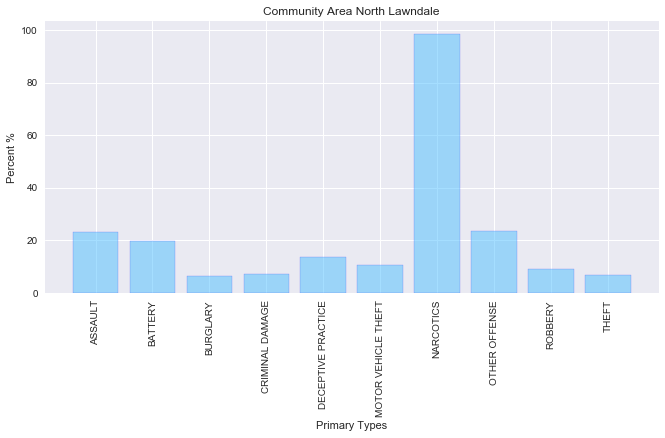 Community Area North Lawndale
Percent %
100
80
60
40
20
0
ASSAULT
BATTERY
BURGLARY
CRIMINAL DAMAGE
DECEPTIVE PRACTICE
MOTOR VEHICLE THEFT
NARCOTICS
OTHER OFFENSE
ROBBERY
THEFT
Primary Types